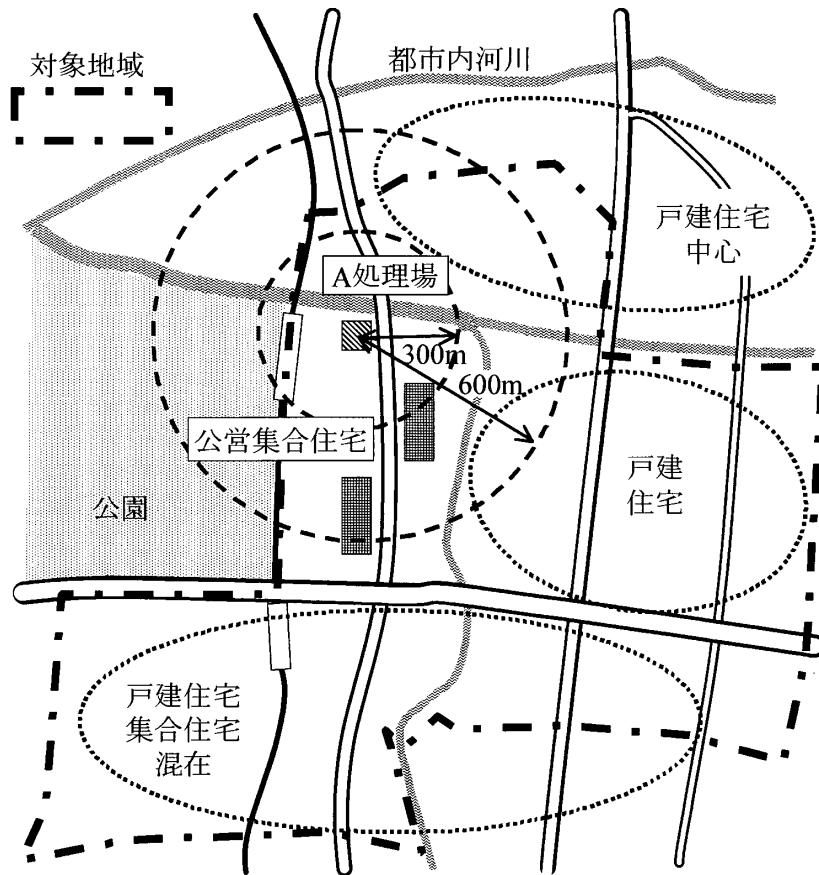 対象地域
都市内河川
戸建住宅
中心
A処理場
300m
600m
公営集合住宅
戸建
住宅
公園
戸建住宅
集合住宅
混在